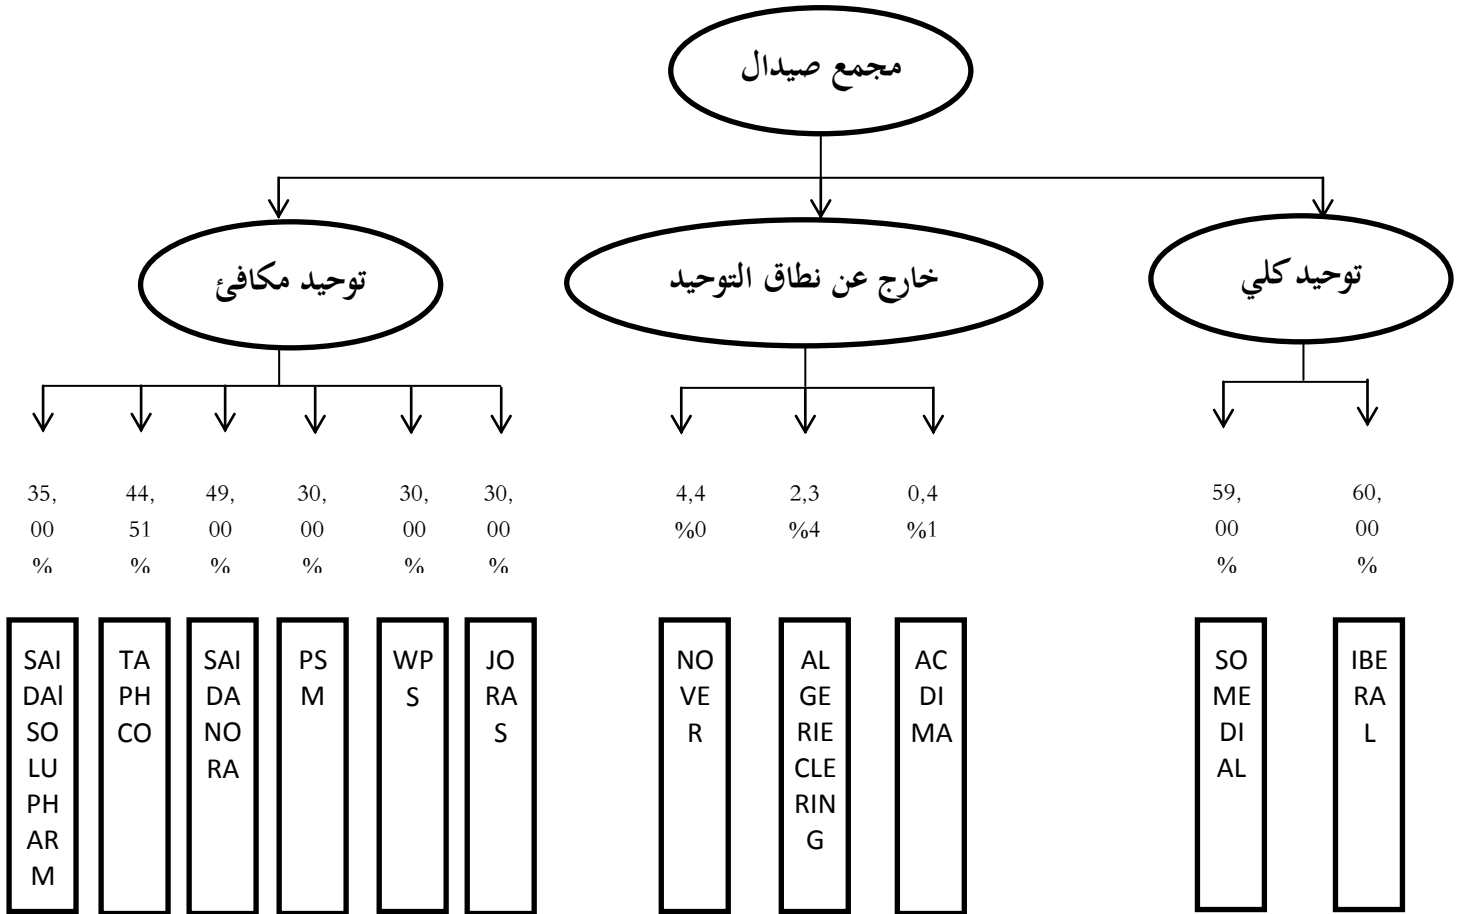 مجمع صيدال
توحيد كلي
خارج عن نطاق التوحيد
توحيد مكافئ
35,
00
%
44,
51
%
49,
00
%
30,
00
%
30,
00
%
30,
00
%
4,4
%0
2,3
%4
0,4
%1
59,
00
%
60,
00
%
SAI
DAl
SO
LU
PH
AR
M
TA
PH
CO
SAI
DA
NO
RA
PS
M
WP
S
JO
RA
S
NO
VE
R
AL
GE
RIE
CLE
RIN
G
AC
DI
MA
SO
ME
DI
AL
IBE
RA
L